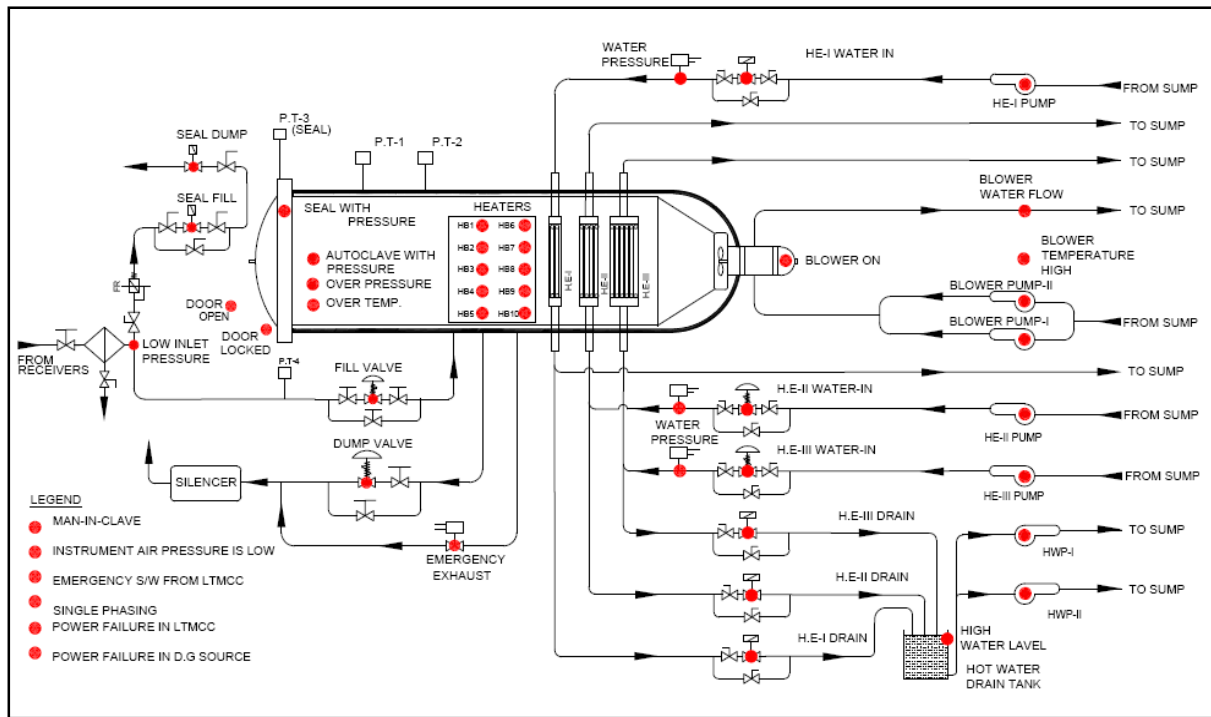 WATER
PRESSURE
HE-I WATER IN
HE-I PUMP
FROM SUMP
TO SUMP
TO SUMP
P.T-3
(SEAL)
P.T-1
P.T-2
SEAL DUMP
SEAL FILL
SEAL WITH
PRESSURE
HEATERS
HB1 HB6
HB2 HB7
HB3 HB8
HB4 HB9
HB5 HB10
AUTOCLAVE WITH
PRESSURE
OVER PRESSURE
OVER TEMP.
H.E-I
H.E-II
H.E-III
BLOWER
WATER FLOW
TO SUMP
BLOWER ON
BLOWER
TEMPERATURE
HIGH
BLOWER PUMP-II
BLOWER PUMP-I
FROM SUMP
FR
DOOR
OPEN
DOOR
LOCKED
LOW INLET
PRESSURE
FROM
RECEIVERS
P.T-4
FILL VALVE
TO SUMP
H.E-II WATER-IN
WATER
PRESSURE
HE-II PUMP
FROM SUMP
DUMP VALVE
H.E-III WATER-IN
HE-III PUMP
FROM SUMP
SILENCER
EMERGENCY
EXHAUST
H.E-III DRAIN
HWP-I
TO SUMP
H.E-II DRAIN
HWP-II
TO SUMP
H.E-I DRAIN
HIGH
WATER LAVEL
HOT WATER
DRAIN TANK
LEGEND
MAN-IN-CLAVE
INSTRUMENT AIR PRESSURE IS LOW
EMERGENCY S/W FROM LTMCC
SINGLE PHASING
POWER FAILURE IN LTMCC
POWER FAILURE IN D.G SOURCE